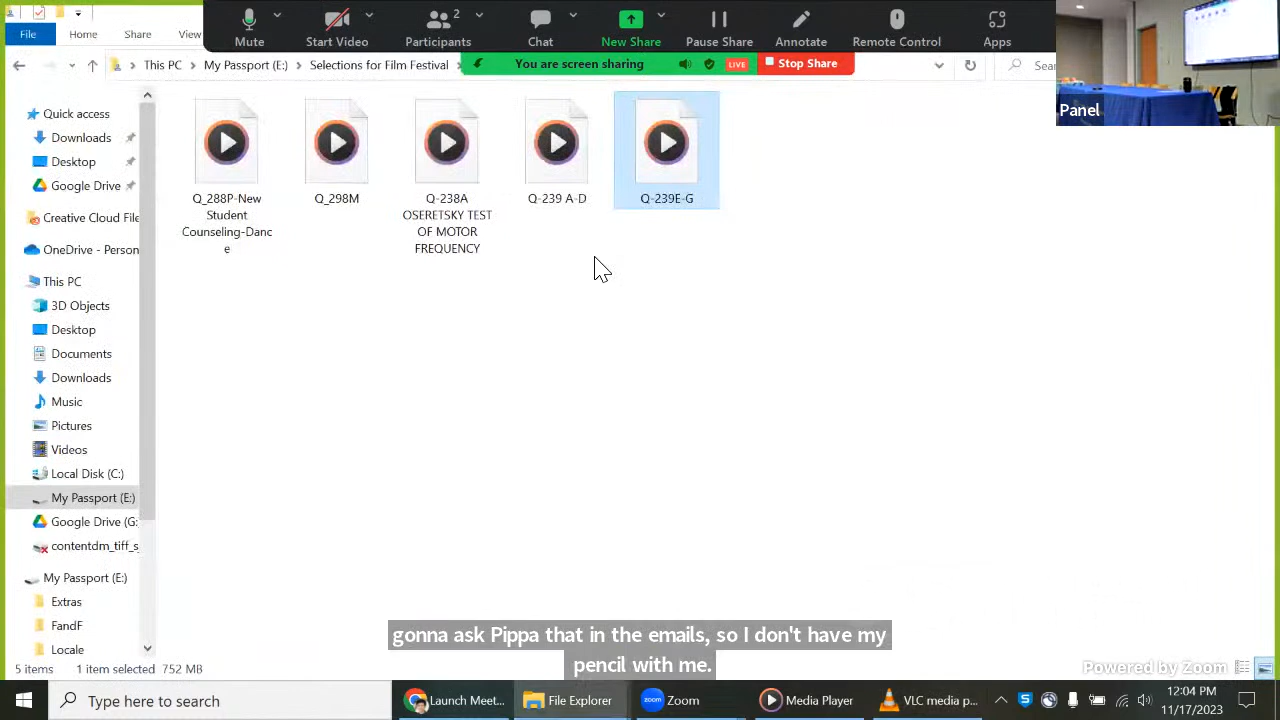 Mute
Start Video
Participants
2
Chat
New Share
Pause Share
Annotate
Remote Control
Apps
File
Home
Share
View
You are screen sharing
LIVE
Stop Share
This PC
My Passport (E:)
Selections for Film Festival
Sear
Panel
Quick access
Downloads
Desktop
Google Drive
Creative Cloud File
OneDrive - Person
This PC
3D Objects
Desktop
Documents
Downloads
Music
Pictures
Videos
Local Disk (C:)
My Passport (E:)
Google Drive (G:
contentdm_tiff_s
My Passport (E:)
Extras
FandF
Locale
Q_288P-New
Student
Counseling-Danc
e
Q_298M
Q-238A
OSERETSKY TEST
OF MOTOR
FREQUENCY
Q-239 A-D
Q-239E-G
gonna ask Pippa that in the emails, so I don't have my
pencil with me.
5 items
1 item selected 752 MB
Powered by Zoom
Type here to search
Launch Meet...
File Explorer
Zoom
Media Player
VLC media p...
12:04 PM
11/17/2023